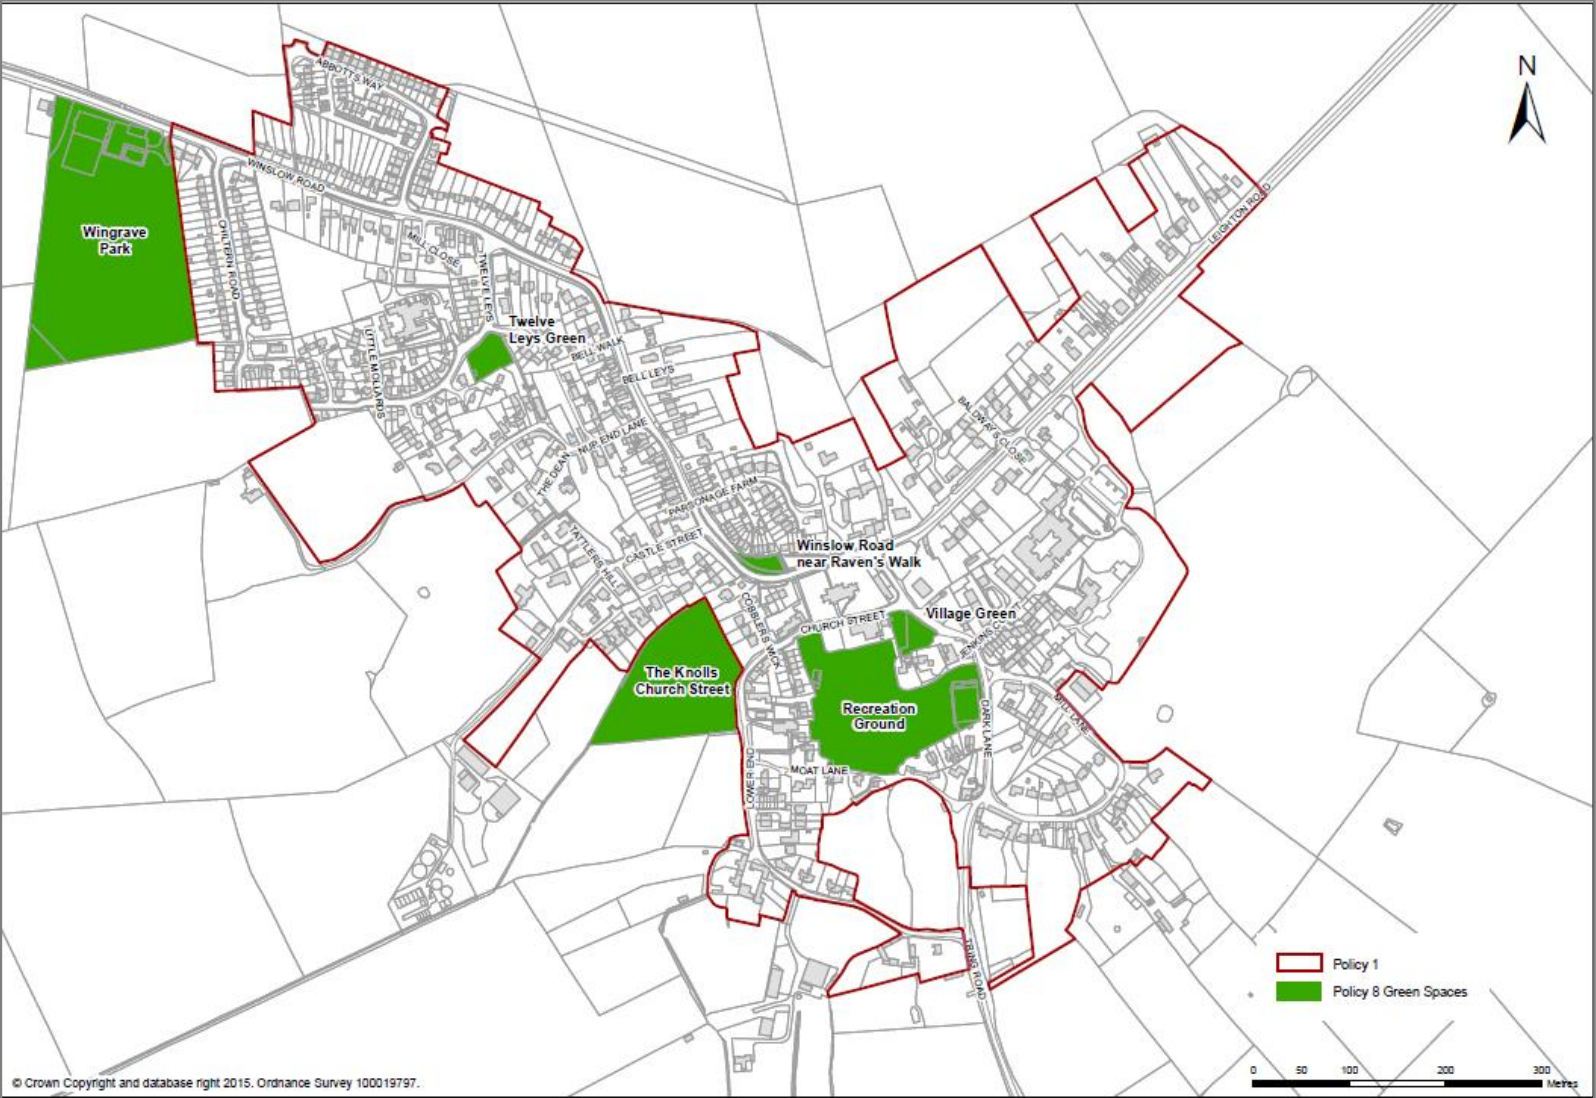 N
ABBOTTS WAY
WINSLOW ROAD
Wingrave
Park
CHILTERN ROAD
MILL CLOSE
TWELVE LEYS
LEIGHTON ROAD
Twelve
Leys Green
LITTLE MOLLARDS
BELL WALK
BELL LEYS
BALDWAYS CLOSE
NUP END LANE
THE DEAN
PARSONAGE FARM
TATTLERS HILL
CASTLE STREET
Winslow Road
near Raven's Walk
COBBLERS WICK
CHURCH STREET
Village Green
JENKINS
The Knolls
Church Street
Recreation
Ground
DARK LANE
MILL LANE
LOWER END
MOAT LANE
TRING ROAD
Policy 1
Policy 8 Green Spaces
0 50 100 200 300
Metres
© Crown Copyright and database right 2015. Ordnance Survey 100019797.